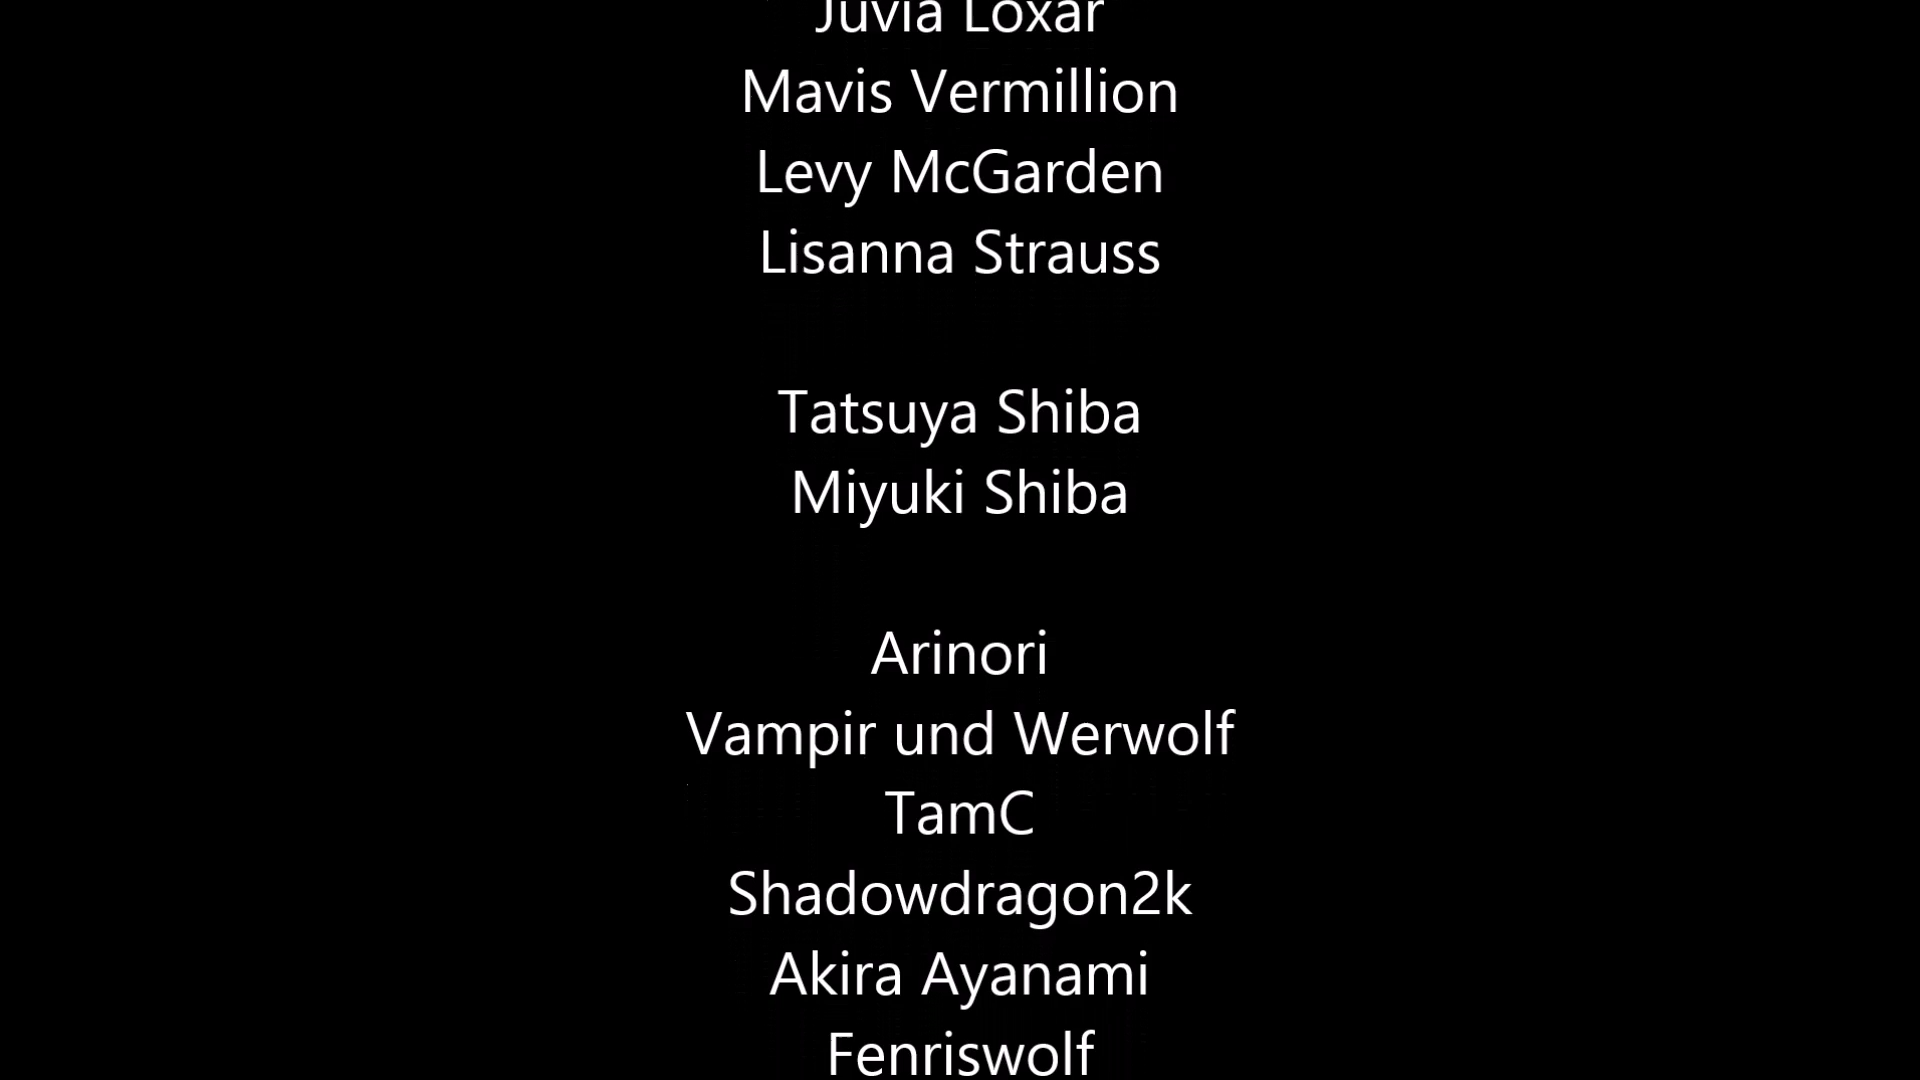 Juvia Loxar
Mavis Vermillion
Levy McGarden
Lisanna Strauss
Tatsuya Shiba
Miyuki Shiba
Arinori
Vampir und Werwolf
TamC
Shadowdragon2k
Akira Ayanami
Fenriswolf